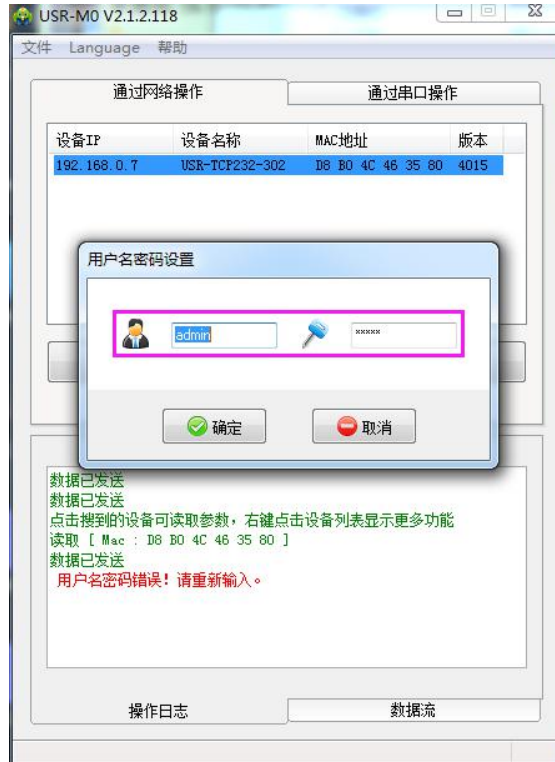 USR-M0 V2.1.2.118
文件 Language 帮助
通过网络操作 通过串口操作
设备IP 设备名称 MAC地址 版本
192.168.0.7 USR-TCP232-302 D8 B0 4C 46 35 80 4015
用户名密码设置
admin *****
确定 取消
数据已发送
数据已发送
点击搜到的设备可读取参数，右键点击设备列表显示更多功能
读取 [ Mac : D8 B0 4C 46 35 80 ]
数据已发送
用户名密码错误！请重新输入。
操作日志 数据流